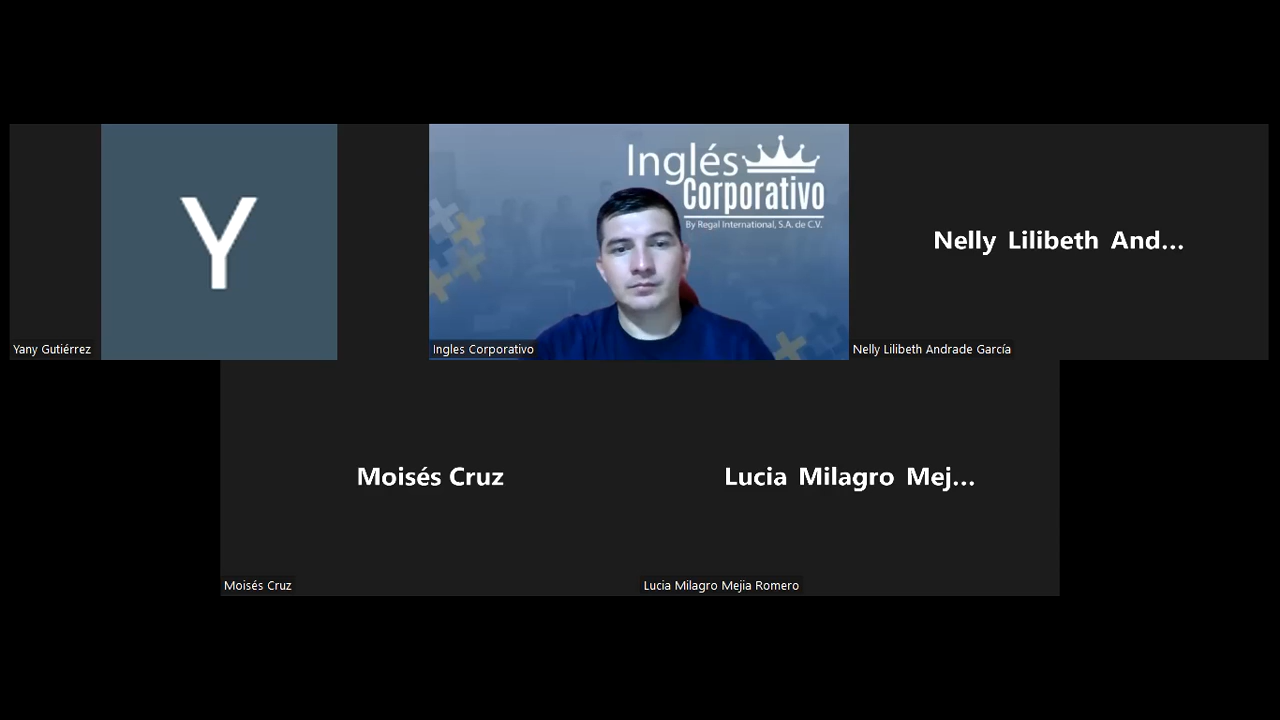 Y
Yany Gutiérrez
Inglés
Corporativo
By Regal International, S.A. de C.V.
Ingles Corporativo
Nelly Lilibeth And...
Nelly Lilibeth Andrade García
Moisés Cruz
Moisés Cruz
Lucia Milagro Mej...
Lucia Milagro Mejia Romero